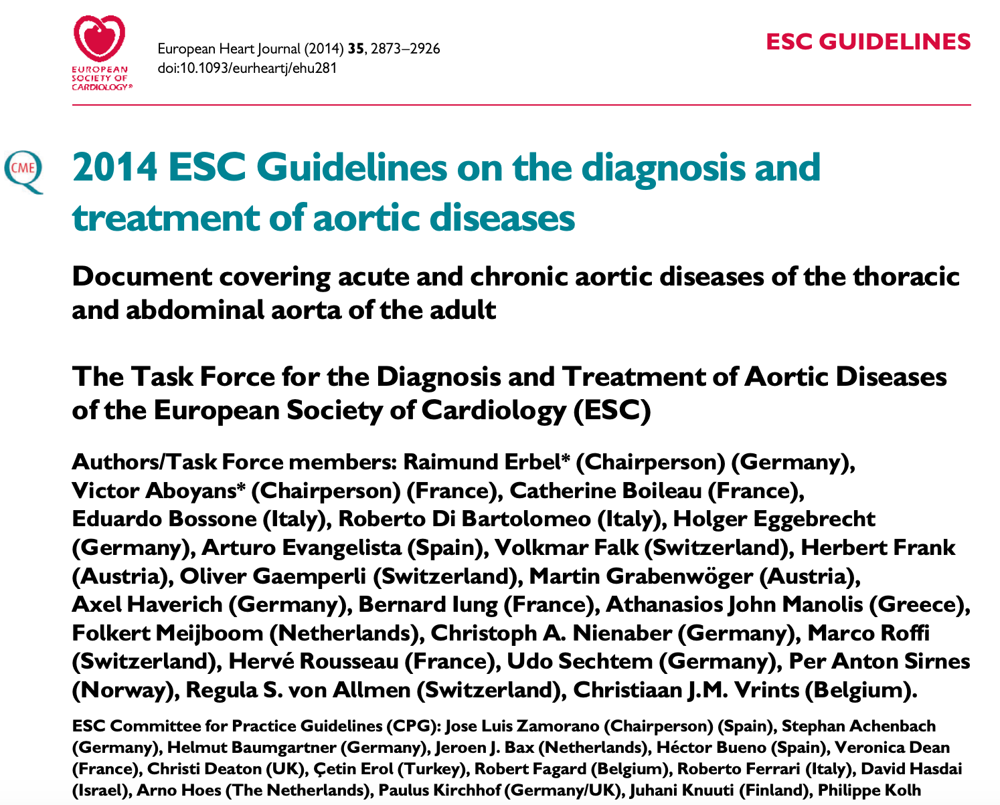 EUROPEAN
SOCIETY OF
CARDIOLOGY®
European Heart Journal (2014) 35, 2873–2926
doi:10.1093/eurheartj/ehu281
ESC GUIDELINES
CME
2014 ESC Guidelines on the diagnosis and
treatment of aortic diseases
Document covering acute and chronic aortic diseases of the thoracic
and abdominal aorta of the adult
The Task Force for the Diagnosis and Treatment of Aortic Diseases
of the European Society of Cardiology (ESC)
Authors/Task Force members: Raimund Erbel* (Chairperson) (Germany),
Victor Aboyans* (Chairperson) (France), Catherine Boileau (France),
Eduardo Bossone (Italy), Roberto Di Bartolomeo (Italy), Holger Eggebrecht
(Germany), Arturo Evangelista (Spain), Volkmar Falk (Switzerland), Herbert Frank
(Austria), Oliver Gaemperli (Switzerland), Martin Grabenwöger (Austria),
Axel Haverich (Germany), Bernard Iung (France), Athanasios John Manolis (Greece),
Folkert Meijboom (Netherlands), Christoph A. Nienaber (Germany), Marco Roffi
(Switzerland), Hervé Rousseau (France), Udo Sechtem (Germany), Per Anton Sirnes
(Norway), Regula S. von Allmen (Switzerland), Christiaan J.M. Vrints (Belgium).
ESC Committee for Practice Guidelines (CPG): Jose Luis Zamorano (Chairperson) (Spain), Stephan Achenbach
(Germany), Helmut Baumgartner (Germany), Jeroen J. Bax (Netherlands), Héctor Bueno (Spain), Veronica Dean
(France), Christi Deaton (UK), Çetin Erol (Turkey), Robert Fagard (Belgium), Roberto Ferrari (Italy), David Hasdai
(Israel), Arno Hoes (The Netherlands), Paulus Kirchhof (Germany/UK), Juhani Knuuti (Finland), Philippe Kolh